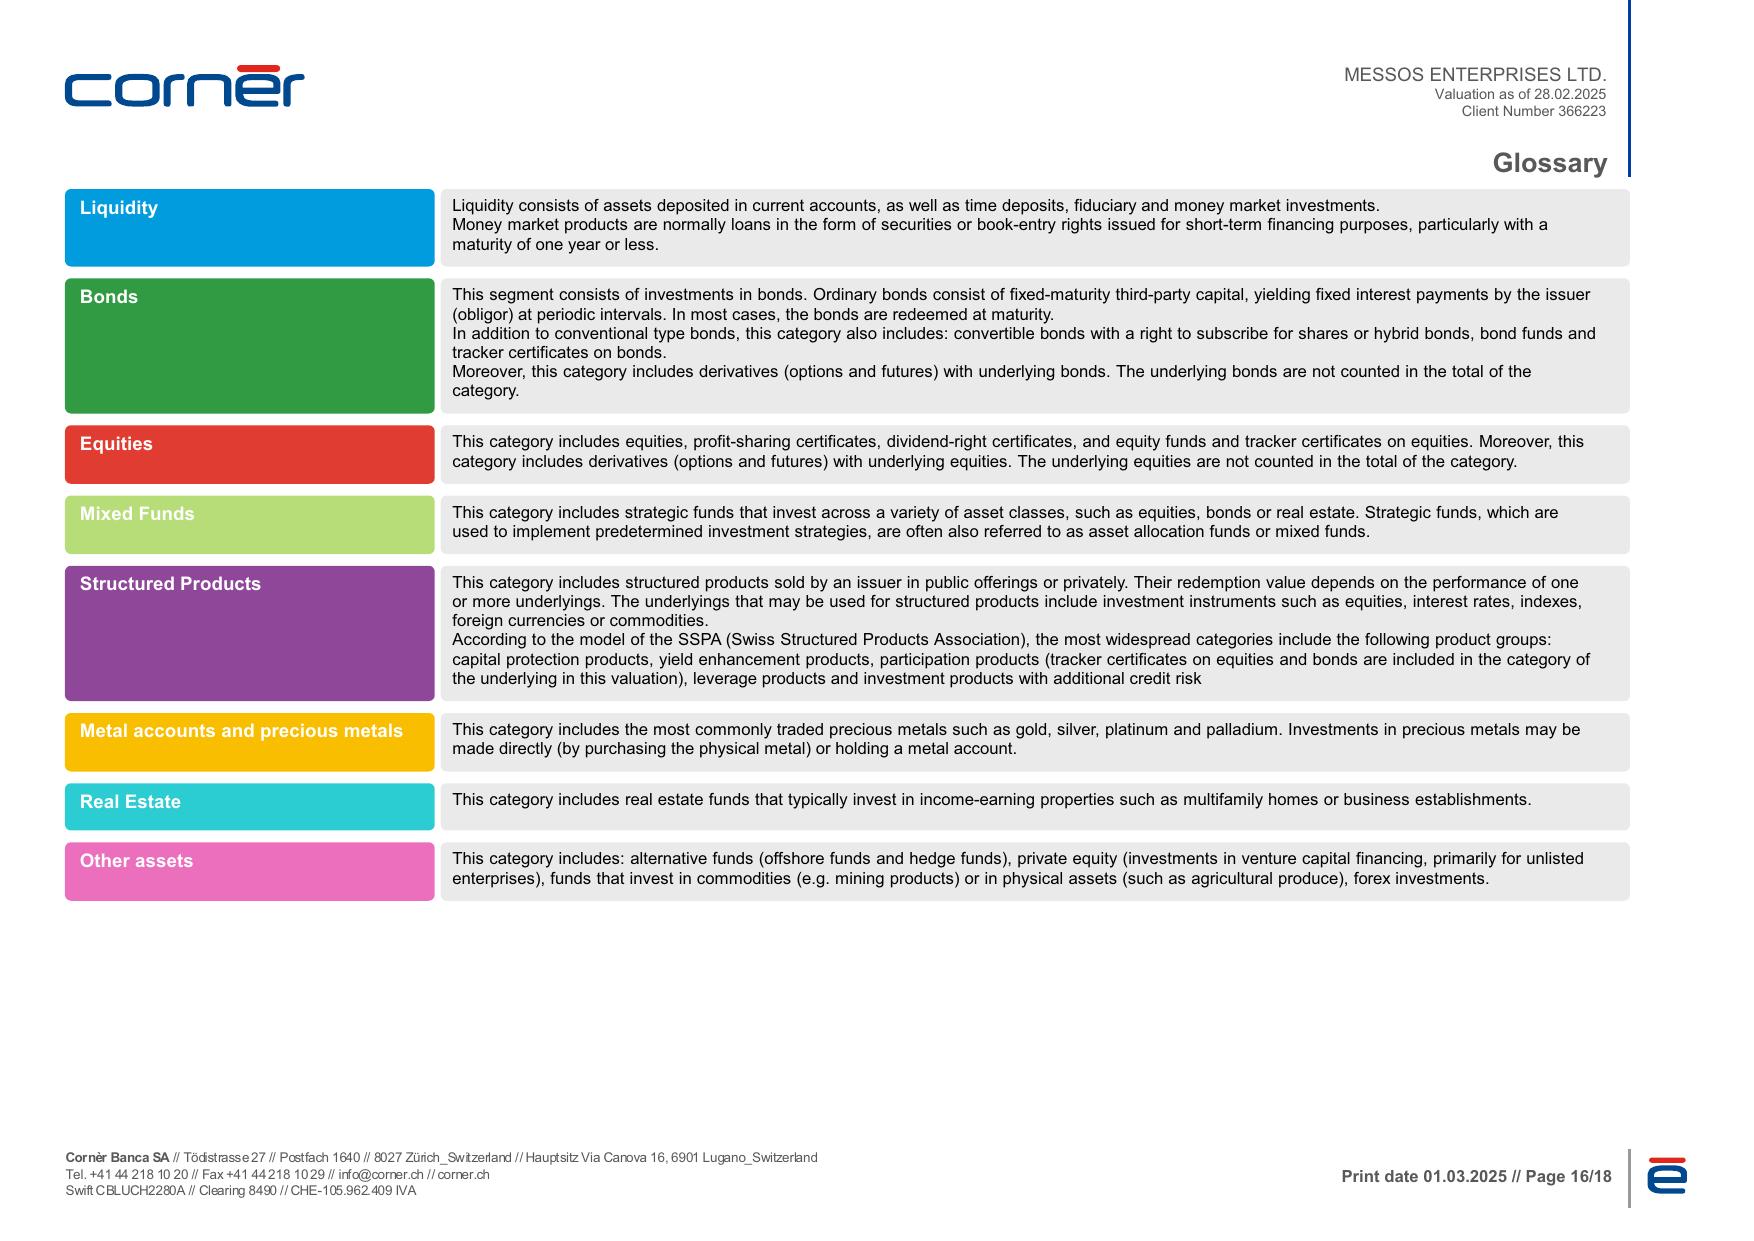 cornèr
MESSOS ENTERPRISES LTD.
Valuation as of 28.02.2025
Client Number 366223
Glossary
Liquidity
Liquidity consists of assets deposited in current accounts, as well as time deposits, fiduciary and money market investments.
Money market products are normally loans in the form of securities or book-entry rights issued for short-term financing purposes, particularly with a
maturity of one year or less.
Bonds
This segment consists of investments in bonds. Ordinary bonds consist of fixed-maturity third-party capital, yielding fixed interest payments by the issuer
(obligor) at periodic intervals. In most cases, the bonds are redeemed at maturity.
In addition to conventional type bonds, this category also includes: convertible bonds with a right to subscribe for shares or hybrid bonds, bond funds and
tracker certificates on bonds.
Moreover, this category includes derivatives (options and futures) with underlying bonds. The underlying bonds are not counted in the total of the
category.
Equities
This category includes equities, profit-sharing certificates, dividend-right certificates, and equity funds and tracker certificates on equities. Moreover, this
category includes derivatives (options and futures) with underlying equities. The underlying equities are not counted in the total of the category.
Mixed Funds
This category includes strategic funds that invest across a variety of asset classes, such as equities, bonds or real estate. Strategic funds, which are
used to implement predetermined investment strategies, are often also referred to as asset allocation funds or mixed funds.
Structured Products
This category includes structured products sold by an issuer in public offerings or privately. Their redemption value depends on the performance of one
or more underlyings. The underlyings that may be used for structured products include investment instruments such as equities, interest rates, indexes,
foreign currencies or commodities.
According to the model of the SSPA (Swiss Structured Products Association), the most widespread categories include the following product groups:
capital protection products, yield enhancement products, participation products (tracker certificates on equities and bonds are included in the category of
the underlying in this valuation), leverage products and investment products with additional credit risk
Metal accounts and precious metals
This category includes the most commonly traded precious metals such as gold, silver, platinum and palladium. Investments in precious metals may be
made directly (by purchasing the physical metal) or holding a metal account.
Real Estate
This category includes real estate funds that typically invest in income-earning properties such as multifamily homes or business establishments.
Other assets
This category includes: alternative funds (offshore funds and hedge funds), private equity (investments in venture capital financing, primarily for unlisted
enterprises), funds that invest in commodities (e.g. mining products) or in physical assets (such as agricultural produce), forex investments.
Cornèr Banca SA // Tödistrasse 27 // Postfach 1640 // 8027 Zürich_Switzerland // Hauptsitz Via Canova 16, 6901 Lugano_Switzerland
Tel. +41 44 218 10 20 // Fax +41 44 218 10 29 // info@corner.ch // corner.ch
Swift CBLUCH2280A // Clearing 8490 // CHE-105.962.409 IVA
Print date 01.03.2025 // Page 16/18